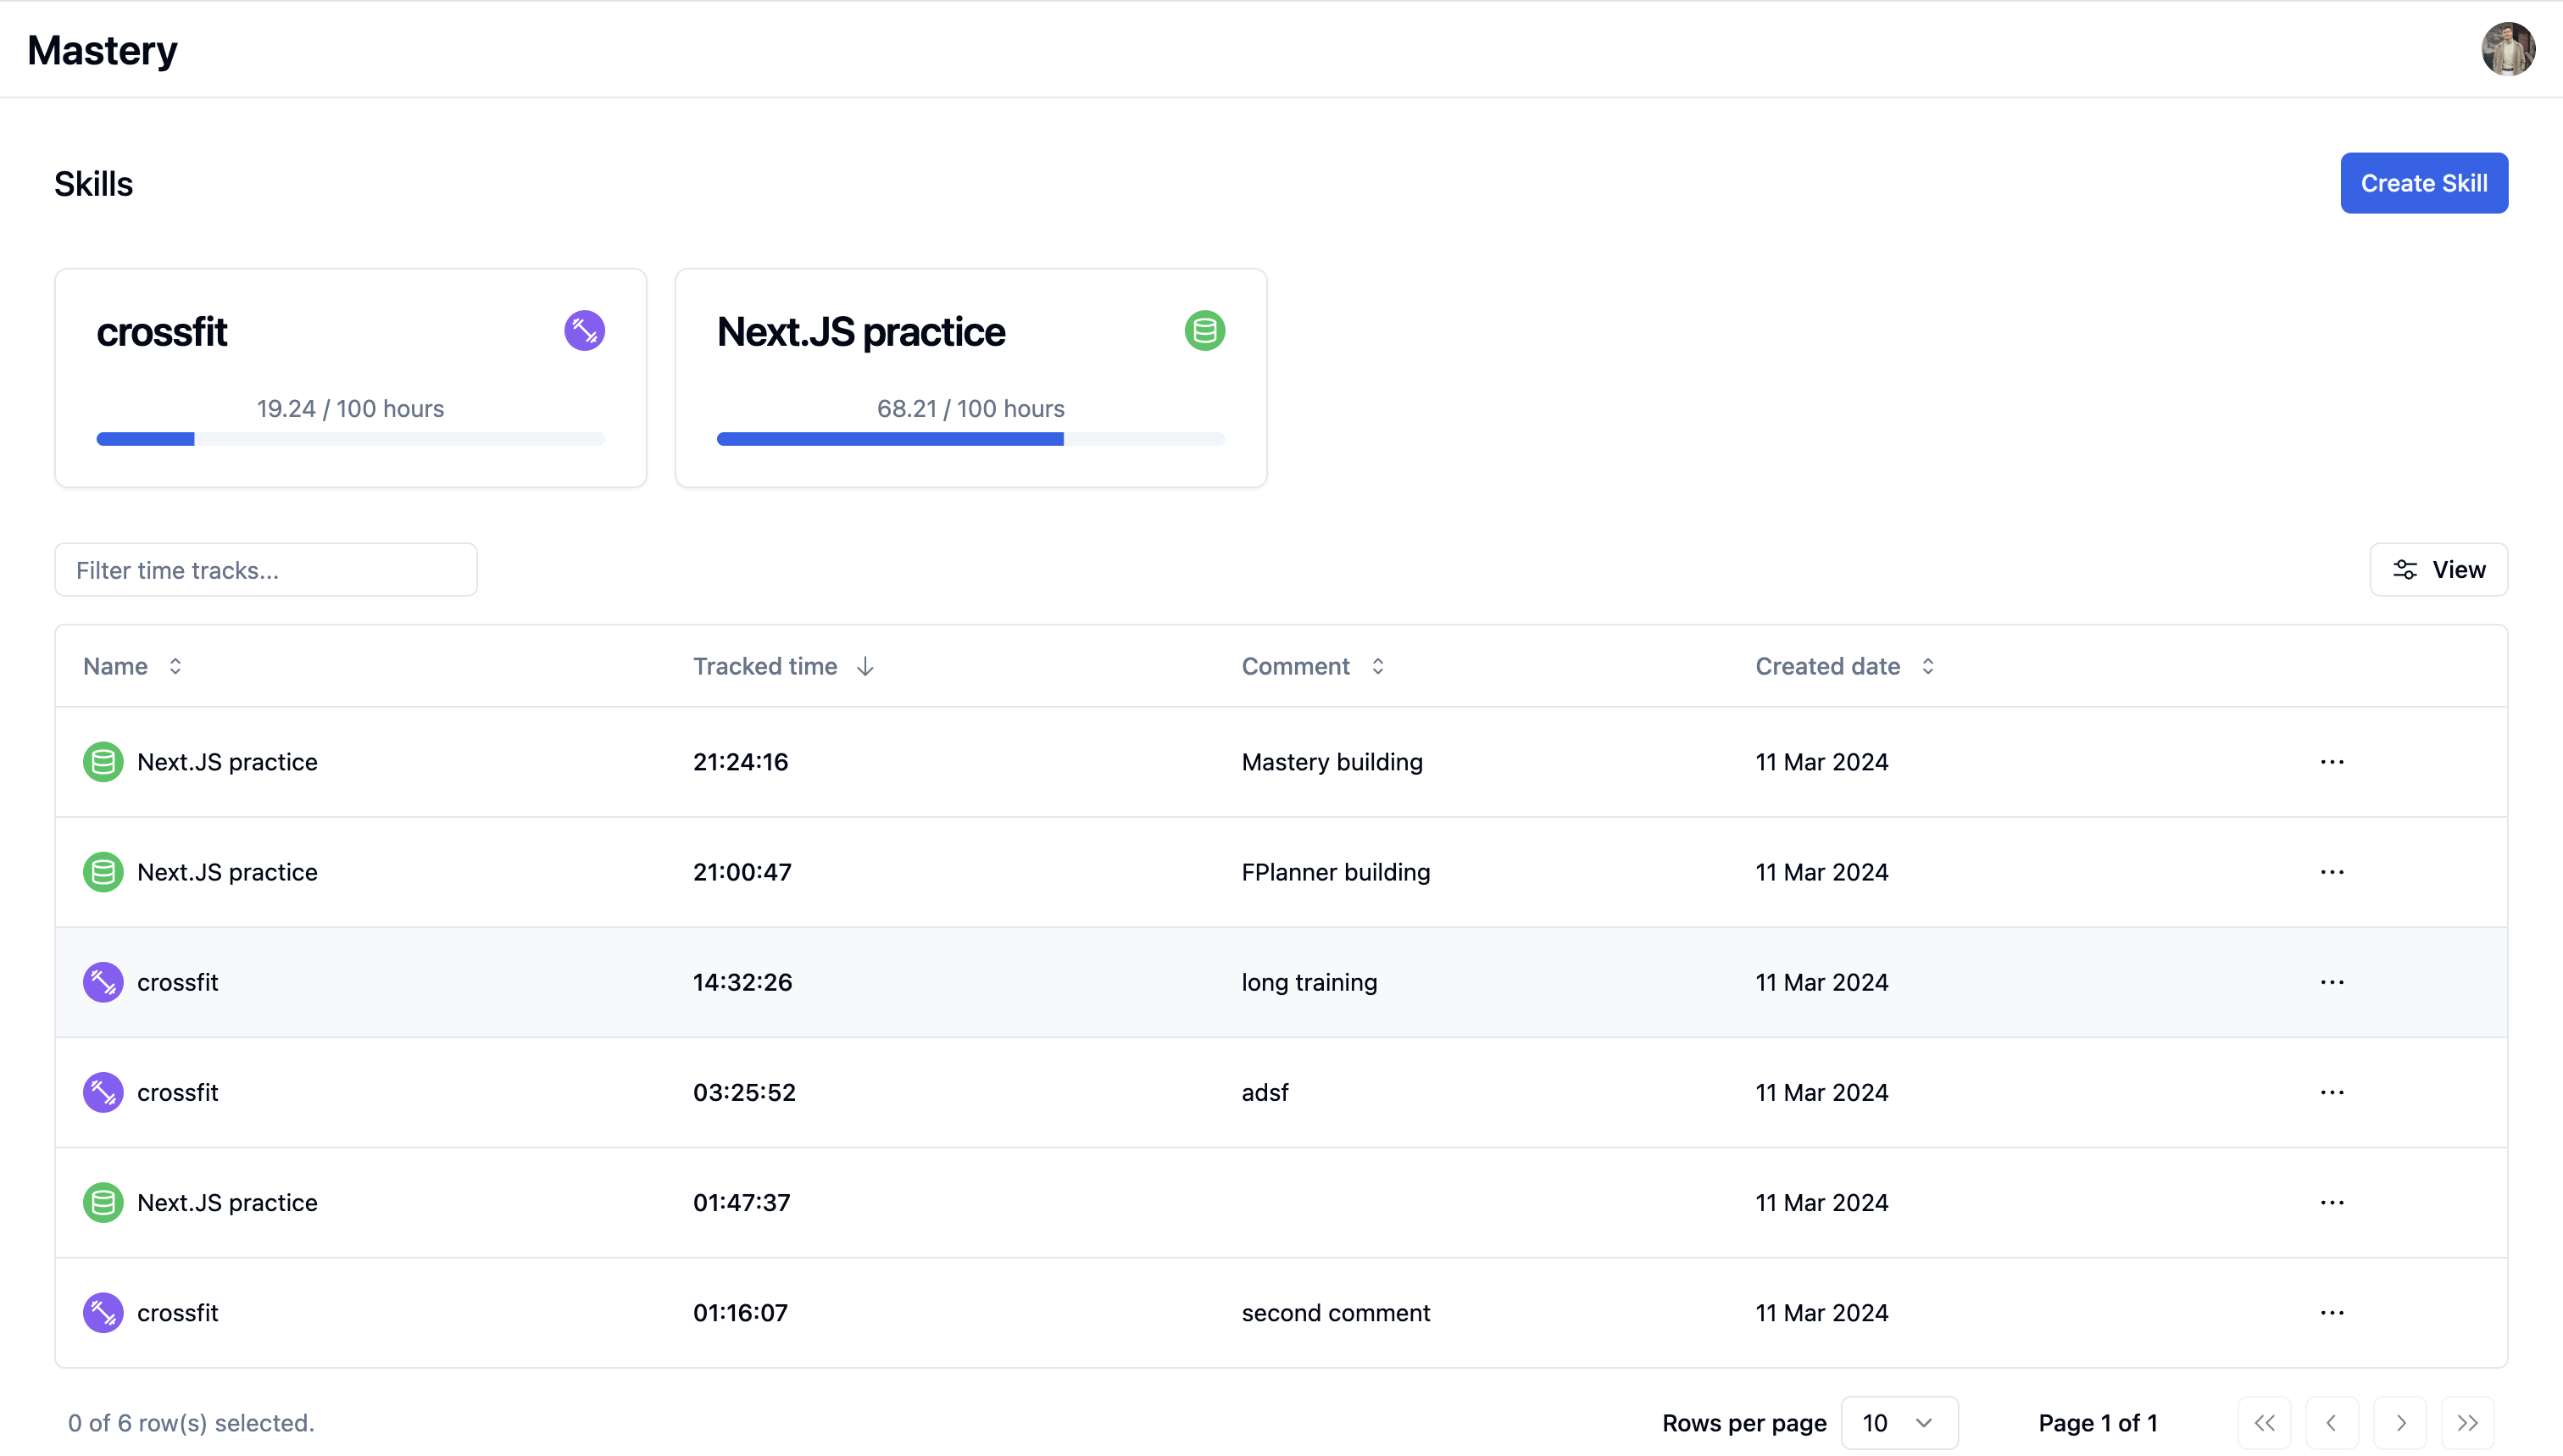 Mastery
Skills
Create Skill
crossfit
19.24 / 100 hours
Next.JS practice
68.21 / 100 hours
Filter time tracks...
View
Name Tracked time Comment Created date
Next.JS practice 21:24:16 Mastery building 11 Mar 2024
Next.JS practice 21:00:47 FPlanner building 11 Mar 2024
crossfit 14:32:26 long training 11 Mar 2024
crossfit 03:25:52 adsf 11 Mar 2024
Next.JS practice 01:47:37 11 Mar 2024
crossfit 01:16:07 second comment 11 Mar 2024
0 of 6 row(s) selected. Rows per page 10 Page 1 of 1